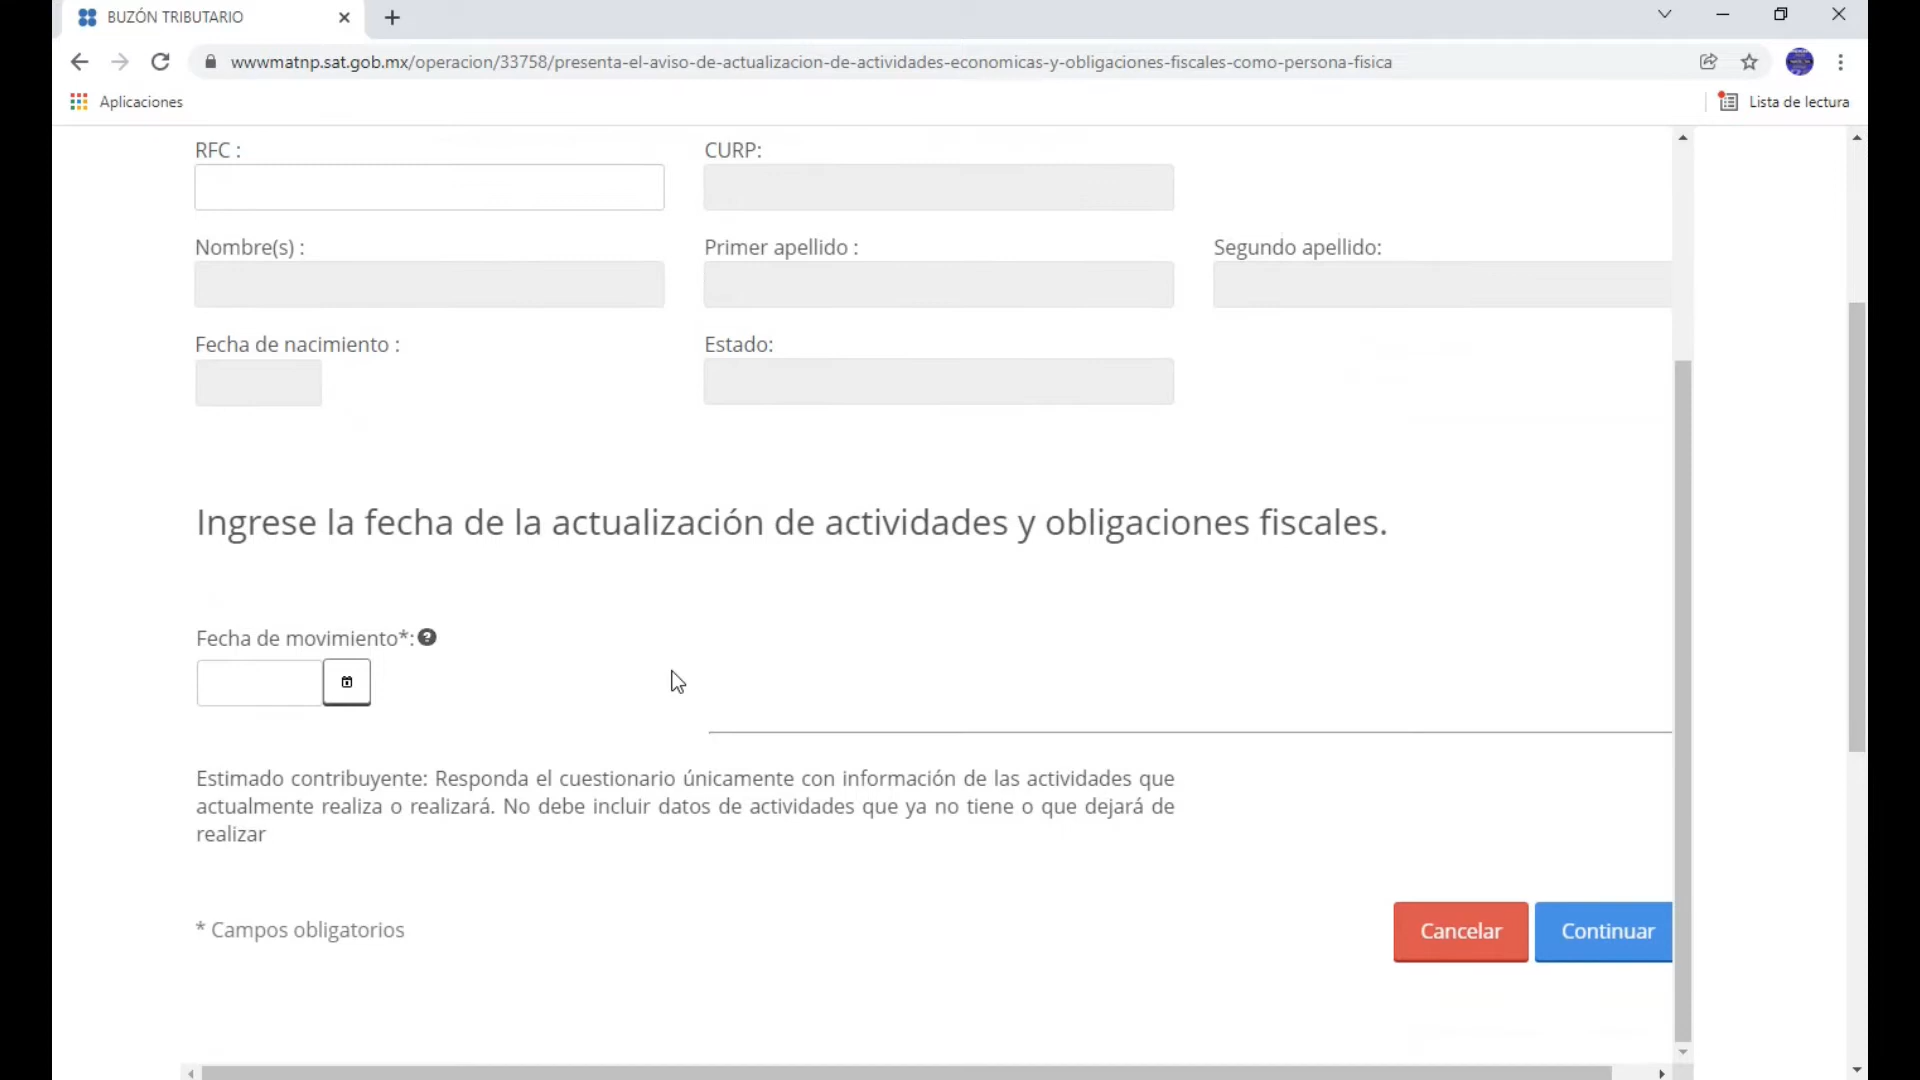 BUZÓN TRIBUTARIO
wwwmatnp.sat.gob.mx/operacion/33758/presenta-el-aviso-de-actualizacion-de-actividades-economicas-y-obligaciones-fiscales-como-persona-fisica
Aplicaciones
Lista de lectura
RFC :
CURP:
Nombre(s) :
Primer apellido :
Segundo apellido:
Fecha de nacimiento :
Estado:
Ingrese la fecha de la actualización de actividades y obligaciones fiscales.
Fecha de movimiento*:
Estimado contribuyente: Responda el cuestionario únicamente con información de las actividades que
actualmente realiza o realizará. No debe incluir datos de actividades que ya no tiene o que dejará de
realizar
* Campos obligatorios
Cancelar
Continuar